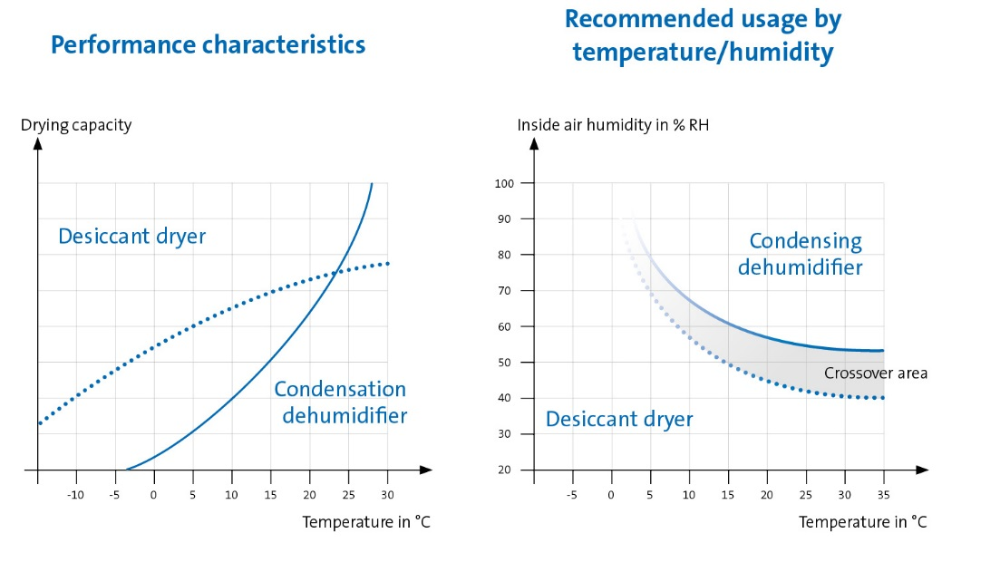 Performance characteristics
Drying capacity
Desiccant dryer
Condensation
dehumidifier
-10 -5 0 5 10 15 20 25 30
Temperature in °C
Recommended usage by
temperature/humidity
Inside air humidity in % RH
100
90
80
70
60
50
40
30
20
Condensing
dehumidifier
Crossover area
Desiccant dryer
-5 0 5 10 15 20 25 30 35
Temperature in °C